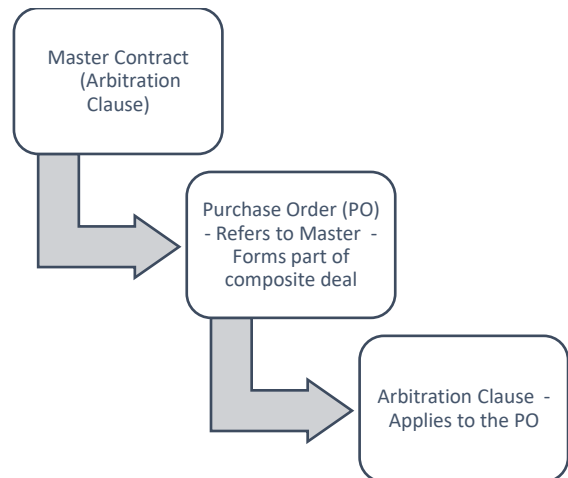 Master Contract
(Arbitration
Clause)
Purchase Order (PO)
- Refers to Master -
Forms part of
composite deal
Arbitration Clause -
Applies to the PO